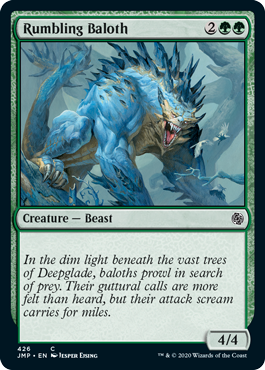 Rumbling Baloth 2
Creature — Beast
In the dim light beneath the vast trees
of Deepglade, baloths prowl in search
of prey. Their guttural calls are more
felt than heard, but their attack scream
carries for miles.
4/4
426 C
JMP • EN Jesper Ejsing
™ & © 2020 Wizards of the Coast